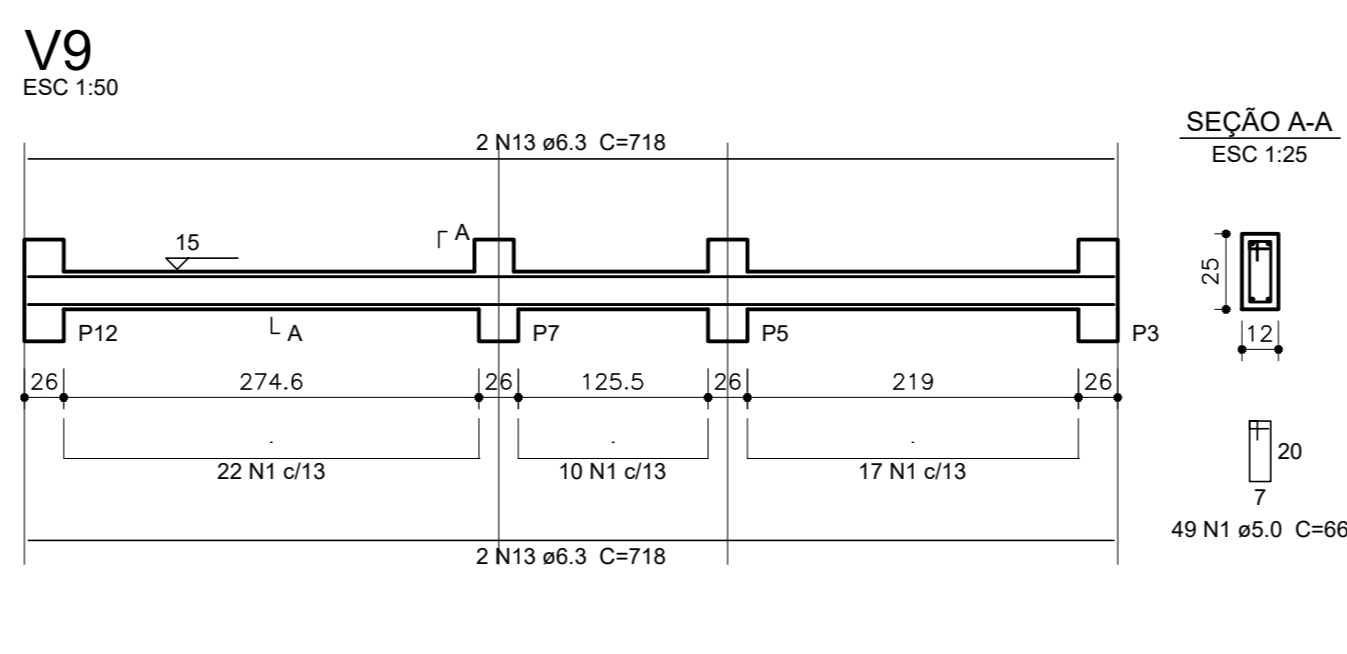 V9
ESC 1:50
2 N13 ø6.3 C=718
SEÇÃO A-A
ESC 1:25
15
A
25
A
P12
P7
P5
P3
12
26
274.6
26
125.5
26
219
26
22 N1 c/13
10 N1 c/13
17 N1 c/13
20
7
49 N1 ø5.0 C=66
2 N13 ø6.3 C=718